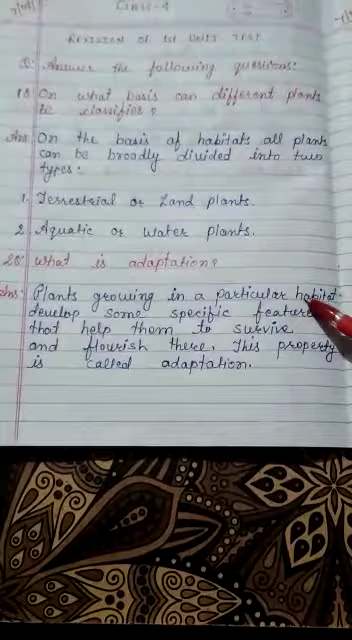 Class-4
REVISION OF 1st UNIT TEST
Q: Answer the following questions:
1Q On what basis can different plants
be classifies?
Ans: On the basis of habitats all plants
can be broadly divided into two
types:
1. Terrestrial or Land plants.
2. Aquatic or Water plants.
2Q: what is adaptation?
Ans: Plants growing in a particular habitat
develop some specific feature
that help them to survive
and flourish there. This property
is called adaptation.